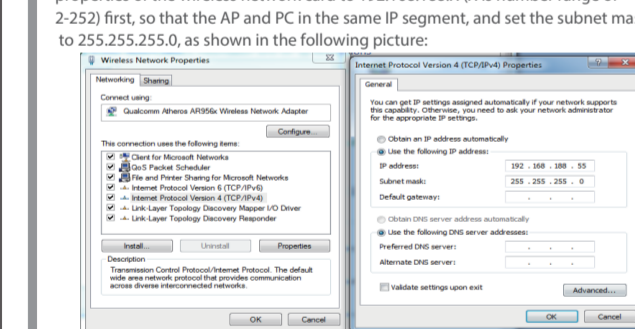 2-252) first, so that the AP and PC in the same IP segment, and set the subnet ma
to 255.255.255.0, as shown in the following picture:
Wireless Network Properties
Networking Sharing
Connect using:
Qualcomm Atheros AR956x Wireless Network Adapter
Configure...
This connection uses the following items:
Client for Microsoft Networks
QoS Packet Scheduler
File and Printer Sharing for Microsoft Networks
Internet Protocol Version 6 (TCP/IPv6)
Internet Protocol Version 4 (TCP/IPv4)
Link-Layer Topology Discovery Mapper I/O Driver
Link-Layer Topology Discovery Responder
Install... Uninstall Properties
Description
Transmission Control Protocol/Internet Protocol. The default
wide area network protocol that provides communication
across diverse interconnected networks.
OK Cancel
Internet Protocol Version 4 (TCP/IPv4) Properties
General
You can get IP settings assigned automatically if your network supports
this capability. Otherwise, you need to ask your network administrator
for the appropriate IP settings.
Obtain an IP address automatically
Use the following IP address:
IP address: 192 . 168 . 188 . 55
Subnet mask: 255 . 255 . 255 . 0
Default gateway: . . .
Obtain DNS server address automatically
Use the following DNS server addresses:
Preferred DNS server: . . .
Alternate DNS server: . . .
Validate settings upon exit Advanced...
OK Cancel